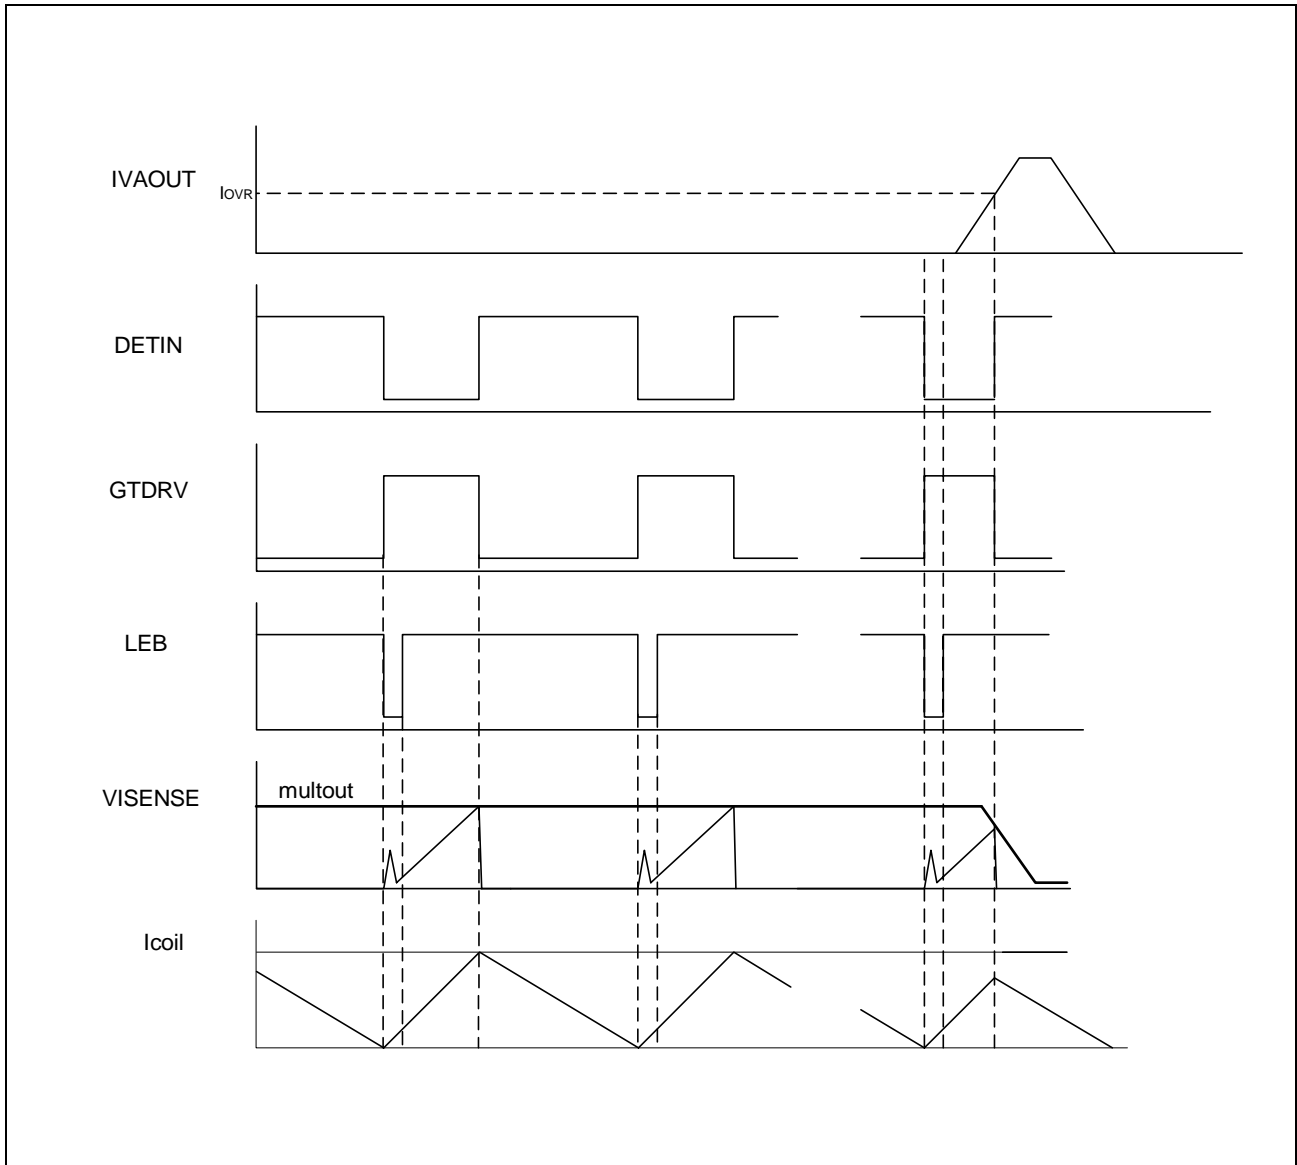 IVAOUT
IOVR
DETIN
GTDRV
LEB
VISENSE
multout
Icoil